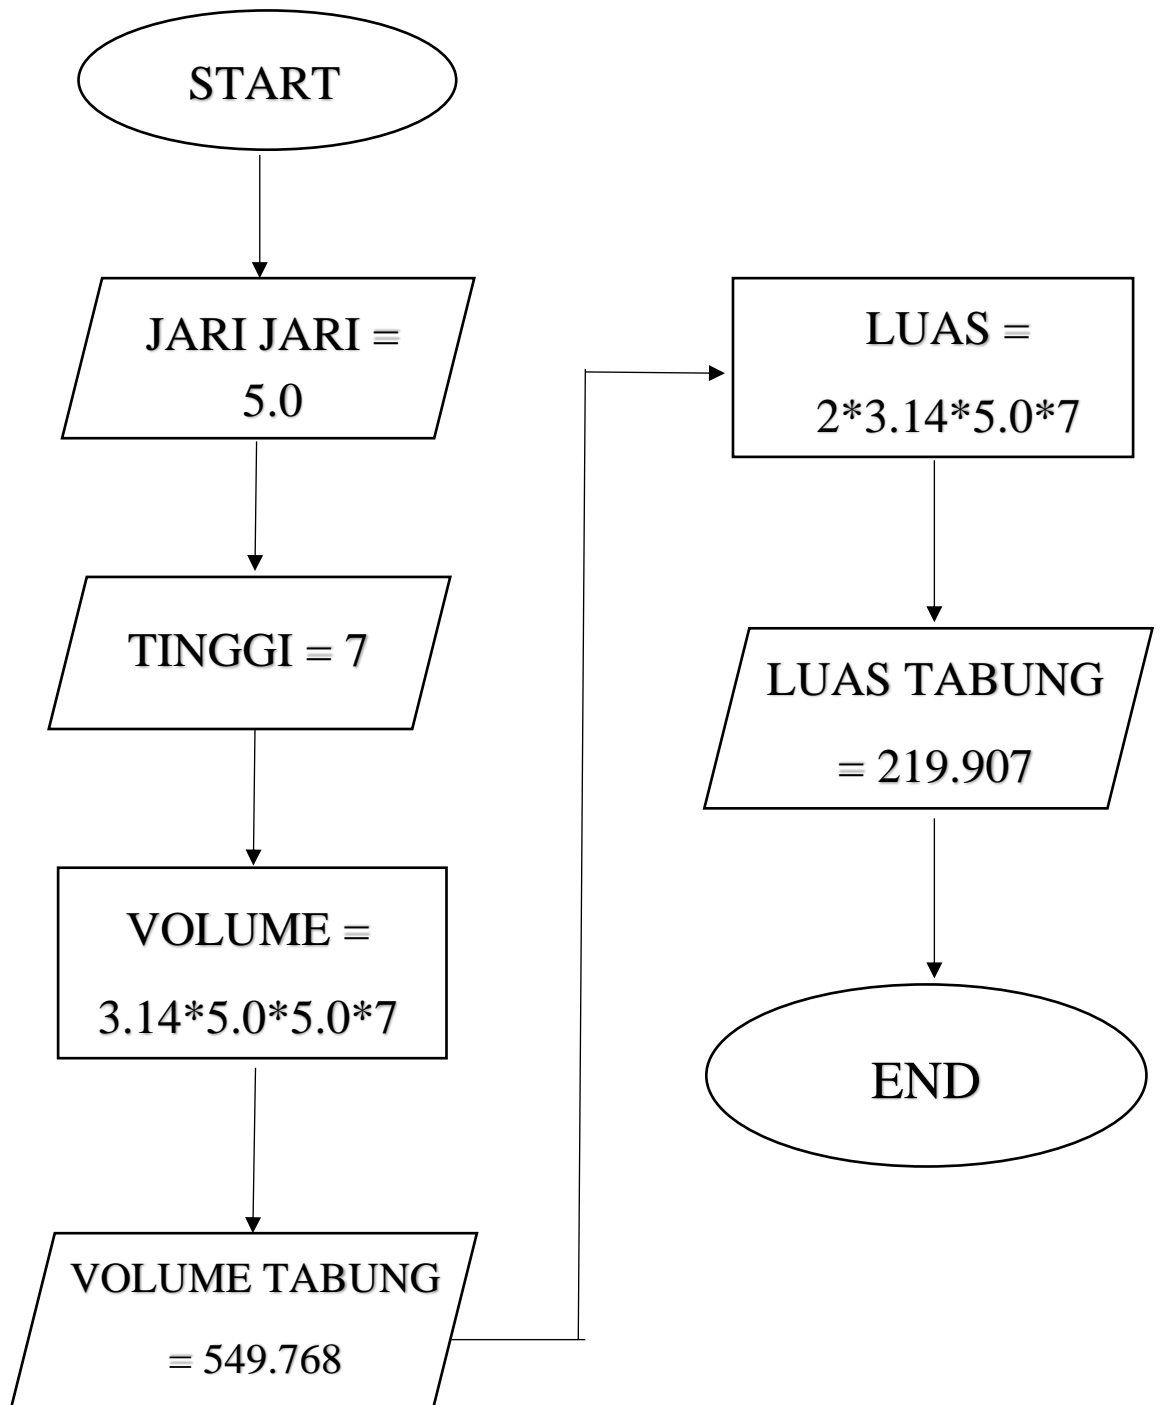 START
JARI JARI =
5.0
TINGGI = 7
VOLUME =
3.14*5.0*5.0*7
VOLUME TABUNG
= 549.768
LUAS =
2*3.14*5.0*7
LUAS TABUNG
= 219.907
END